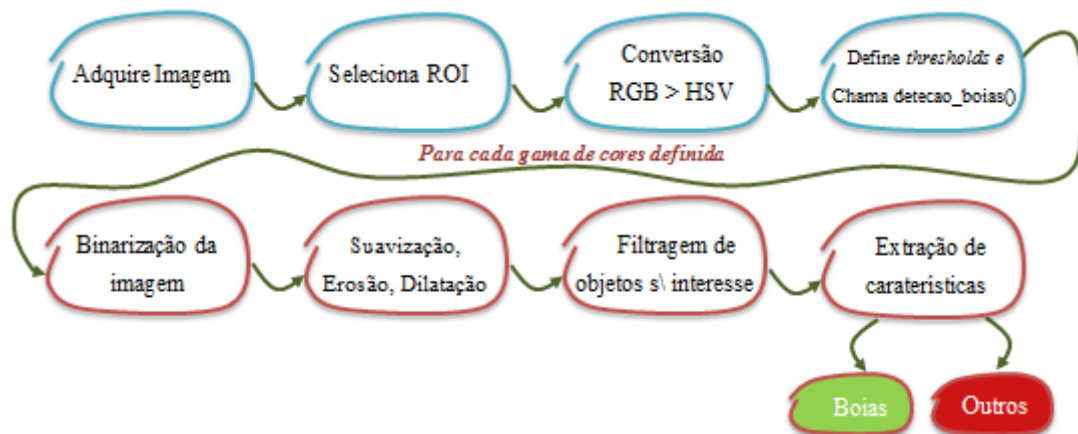 Adquire Imagem
Seleciona ROI
Conversão
RGB > HSV
Define thresholds e
Chama detecao_boias()
Para cada gama de cores definida
Binarização da
imagem
Suavização,
Erosão, Dilatação
Filtragem de
objetos s\ interesse
Extração de
carateristicas
Boias
Outros